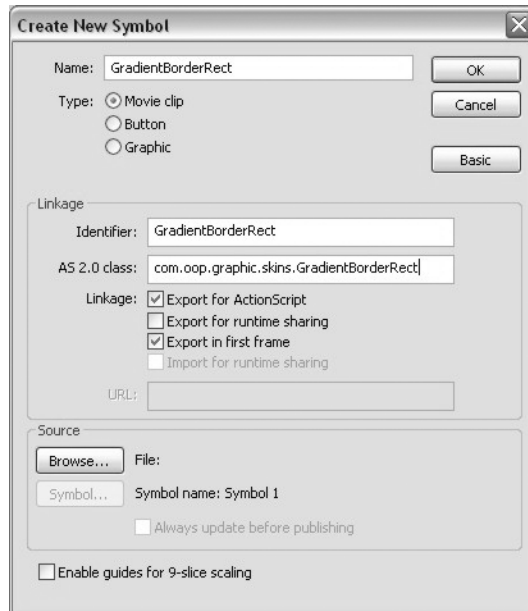 Create New Symbol
Name: GradientBorderRect
OK
Type: Movie clip
Cancel
Button
Graphic
Basic
Linkage
Identifier: GradientBorderRect
AS 2.0 class: com.oop.graphic.skins.GradientBorderRect
Linkage: Export for ActionScript
Export for runtime sharing
Export in first frame
Import for runtime sharing
URL:
Source
Browse... File:
Symbol... Symbol name: Symbol 1
Always update before publishing
Enable guides for 9-slice scaling